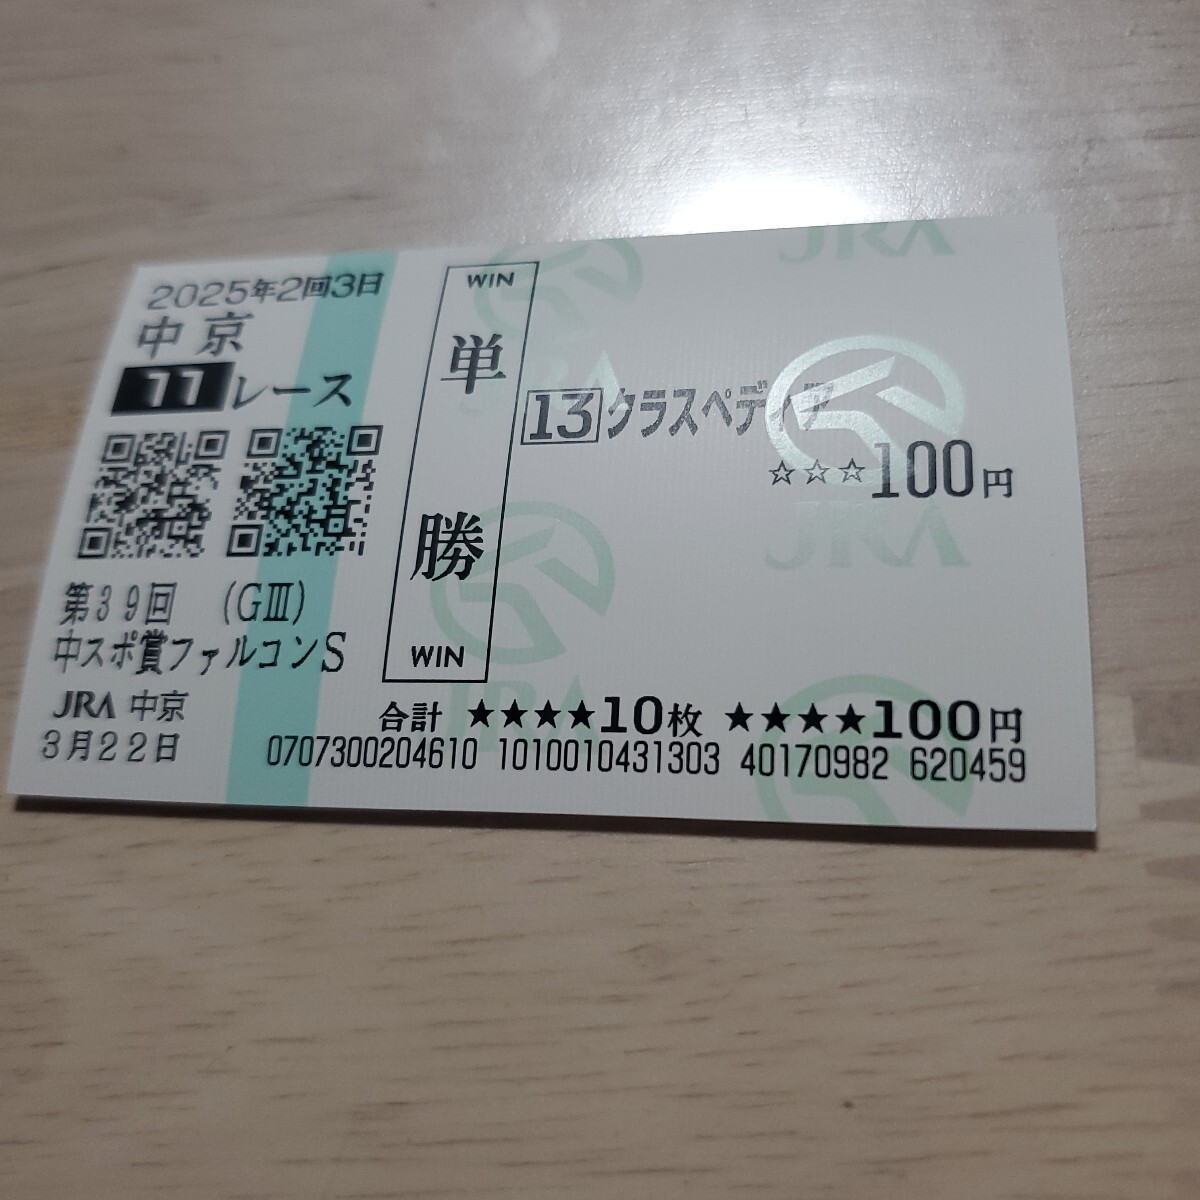 2025年2回3日
中京
11レース
第39回 (GⅢ)
中スポ賞ファルコンS
JRA 中京
3月22日
WIN
単勝
WIN
13 クラスペディア
☆☆☆100円
合計 ★★★★10枚 ★★★★100円
0707300204610 1010010431303 40170982 620459
JRA
JRA
JRA